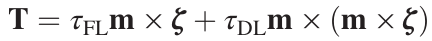 𝐓 = τ_FL 𝐦 × 𝜻 + τ_DL 𝐦 × (𝐦 × 𝜻)